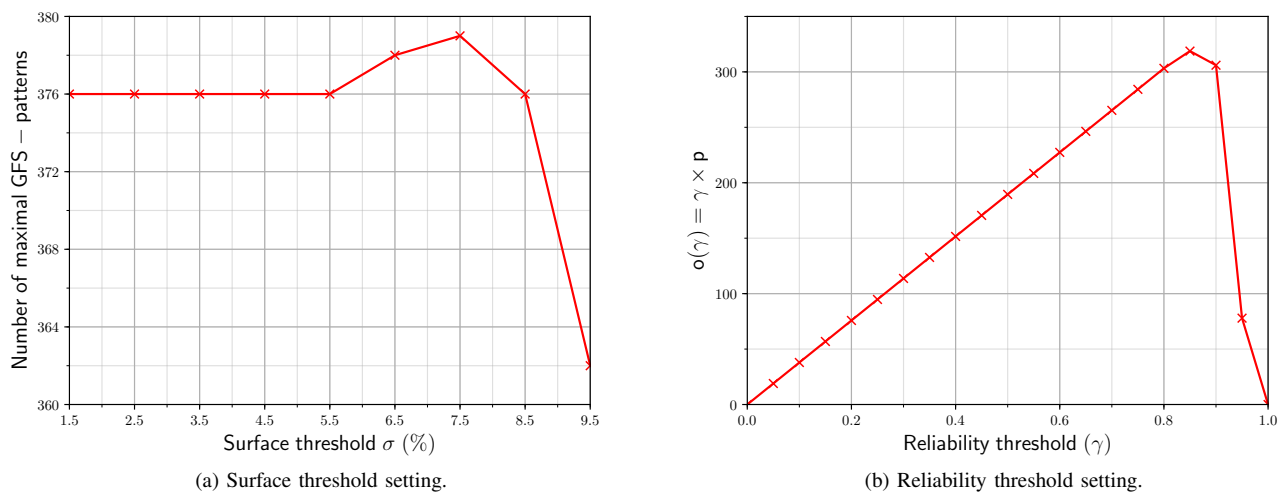 380
376
372
368
364
360
Number of maximal GFS − patterns
1.5 2.5 3.5 4.5 5.5 6.5 7.5 8.5 9.5
Surface threshold σ (%)
(a) Surface threshold setting.
300
200
100
0
o(γ) = γ × p
0.0 0.2 0.4 0.6 0.8 1.0
Reliability threshold (γ)
(b) Reliability threshold setting.